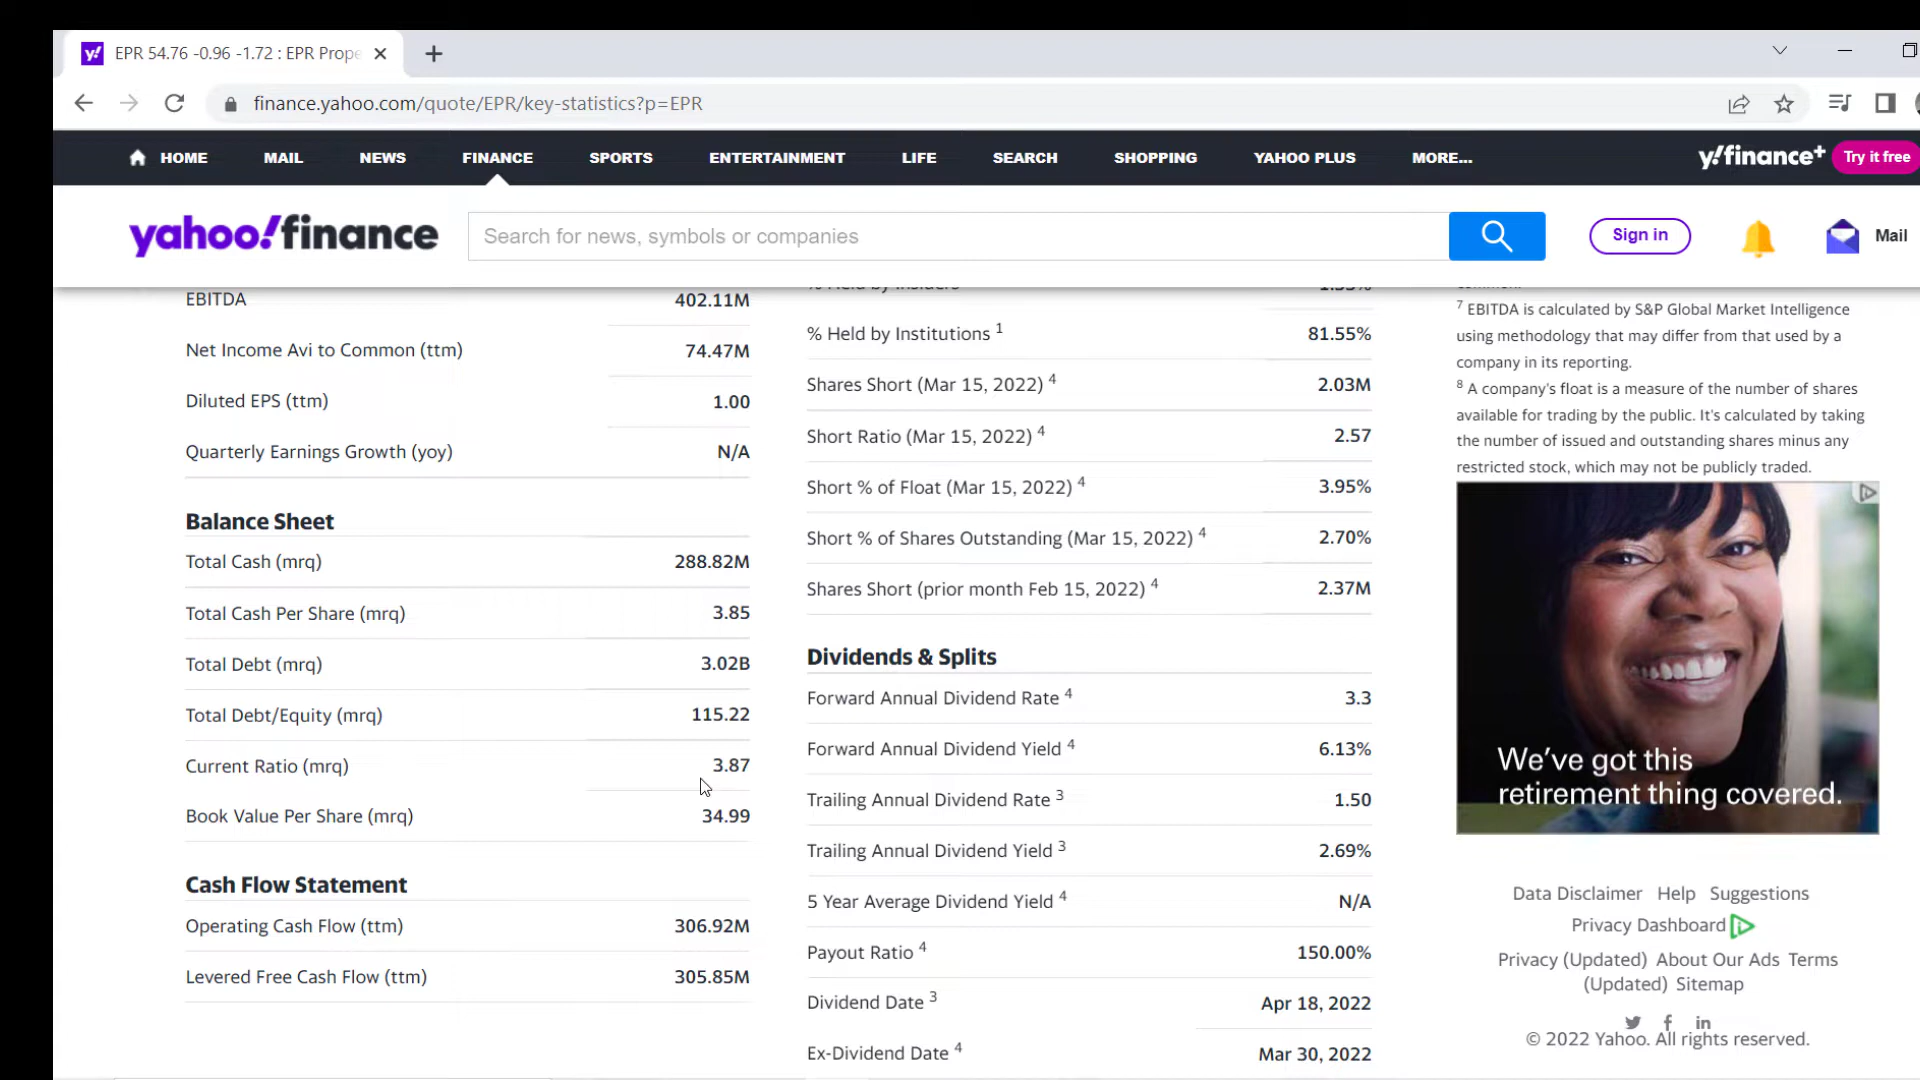 EPR 54.76 -0.96 -1.72 : EPR Prope
finance.yahoo.com/quote/EPR/key-statistics?p=EPR
HOME MAIL NEWS FINANCE SPORTS ENTERTAINMENT LIFE SEARCH SHOPPING YAHOO PLUS MORE... y!finance+ Try it free
yahoo!finance Search for news, symbols or companies Sign in Mail
EBITDA 402.11M
Net Income Avi to Common (ttm) 74.47M
Diluted EPS (ttm) 1.00
Quarterly Earnings Growth (yoy) N/A
Balance Sheet
Total Cash (mrq) 288.82M
Total Cash Per Share (mrq) 3.85
Total Debt (mrq) 3.02B
Total Debt/Equity (mrq) 115.22
Current Ratio (mrq) 3.87
Book Value Per Share (mrq) 34.99
Cash Flow Statement
Operating Cash Flow (ttm) 306.92M
Levered Free Cash Flow (ttm) 305.85M
% Held by Institutions 1 81.55%
Shares Short (Mar 15, 2022) 4 2.03M
Short Ratio (Mar 15, 2022) 4 2.57
Short % of Float (Mar 15, 2022) 4 3.95%
Short % of Shares Outstanding (Mar 15, 2022) 4 2.70%
Shares Short (prior month Feb 15, 2022) 4 2.37M
Dividends & Splits
Forward Annual Dividend Rate 4 3.3
Forward Annual Dividend Yield 4 6.13%
Trailing Annual Dividend Rate 3 1.50
Trailing Annual Dividend Yield 3 2.69%
5 Year Average Dividend Yield 4 N/A
Payout Ratio 4 150.00%
Dividend Date 3 Apr 18, 2022
Ex-Dividend Date 4 Mar 30, 2022
7 EBITDA is calculated by S&P Global Market Intelligence
using methodology that may differ from that used by a
company in its reporting.
8 A company's float is a measure of the number of shares
available for trading by the public. It's calculated by taking
the number of issued and outstanding shares minus any
restricted stock, which may not be publicly traded.
We've got this
retirement thing covered.
Data Disclaimer Help Suggestions
Privacy Dashboard
Privacy (Updated) About Our Ads Terms
(Updated) Sitemap
© 2022 Yahoo. All rights reserved.